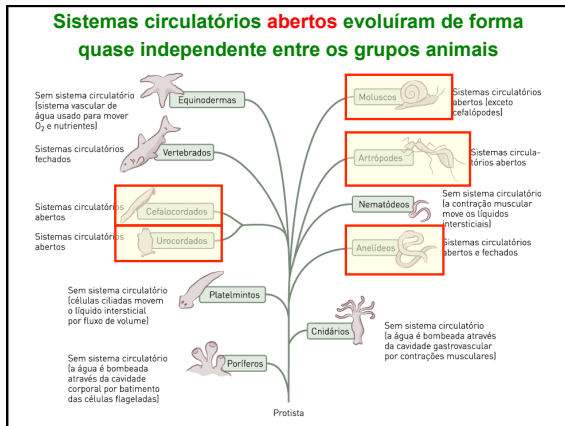 Sistemas circulatórios abertos evoluíram de forma
quase independente entre os grupos animais
Sem sistema circulatório
(sistema vascular de
água usado para mover
O₂ e nutrientes)
Equinodermas
Sistemas circulatórios
fechados
Vertebrados
Sistemas circulatórios
abertos
Cefalocordados
Sistemas circulatórios
abertos
Urocordados
Sem sistema circulatório
(células ciliadas movem
o líquido intersticial
por fluxo de volume)
Platelmintos
Sem sistema circulatório
(a água é bombeada
através da cavidade
corporal por batimento
das células flageladas)
Poríferos
Moluscos
Sistemas circulatórios
abertos (exceto
cefalópodes)
Artrópodes
Sistemas circula-
tórios abertos
Nematódeos
Sem sistema circulatório
(a contração muscular
move os líquidos
intersticiais)
Anelídeos
Sistemas circulatórios
abertos e fechados
Cnidários
Sem sistema circulatório
(a água é bombeada através
da cavidade gastrovascular
por contrações musculares)
Protista